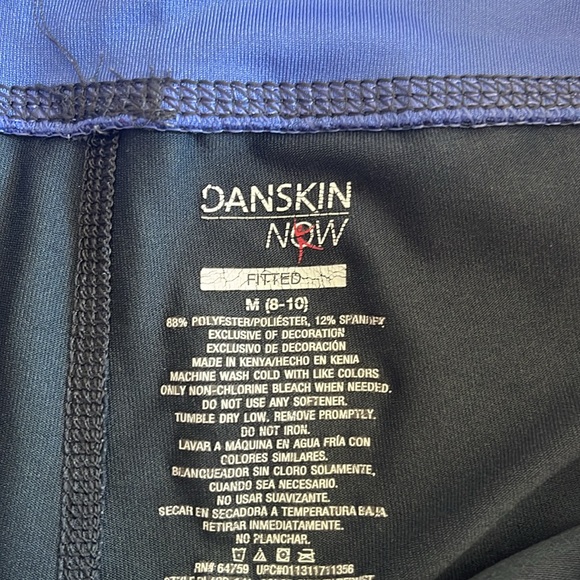 DANSKIN
NOW
FITTED
M (8-10)
88% POLYESTER/POLIÉSTER, 12% SPANDEX
EXCLUSIVE OF DECORATION
EXCLUSIVO DE DECORACIÓN
MADE IN KENYA/HECHO EN KENIA
MACHINE WASH COLD WITH LIKE COLORS
ONLY NON-CHLORINE BLEACH WHEN NEEDED.
DO NOT USE ANY SOFTENER.
TUMBLE DRY LOW, REMOVE PROMPTLY.
DO NOT IRON.
LAVAR A MÁQUINA EN AGUA FRÍA CON
COLORES SIMILARES.
BLANQUEADOR SIN CLORO SOLAMENTE,
CUANDO SEA NECESARIO.
NO USAR SUAVIZANTE.
SECAR EN SECADORA A TEMPERATURA BAJA,
RETIRAR INMEDIATAMENTE.
NO PLANCHAR.
RN# 64759 UPC#011311711356